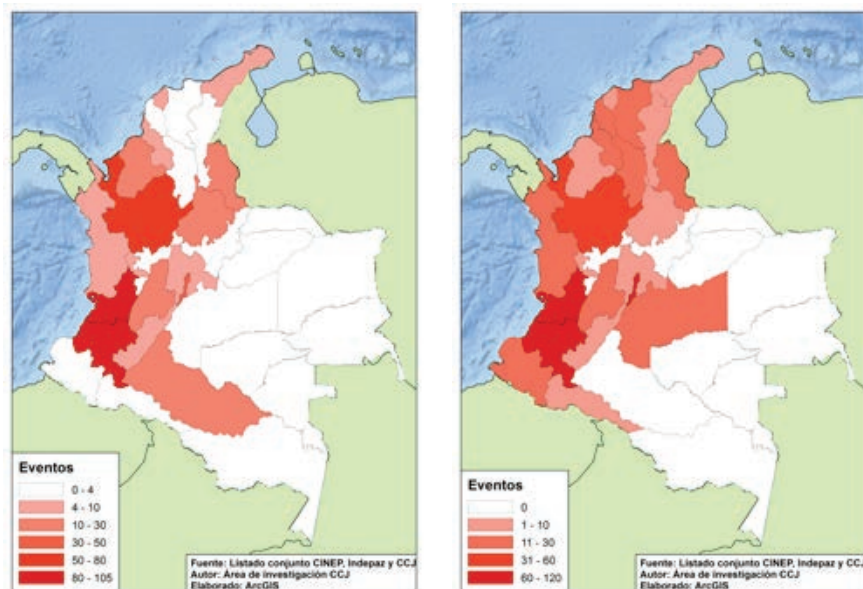 Eventos
0 - 4
4 - 10
10 - 30
30 - 50
50 - 80
80 - 105
Fuente: Listado conjunto CINEP, Indepaz y CCJ
Autor: Área de investigación CCJ
Elaborado: ArcGIS
Eventos
0
1 - 10
11 - 30
31 - 60
60 - 120
Fuente: Listado conjunto CINEP, Indepaz y CCJ
Autor: Área de investigación CCJ
Elaborado: ArcGIS